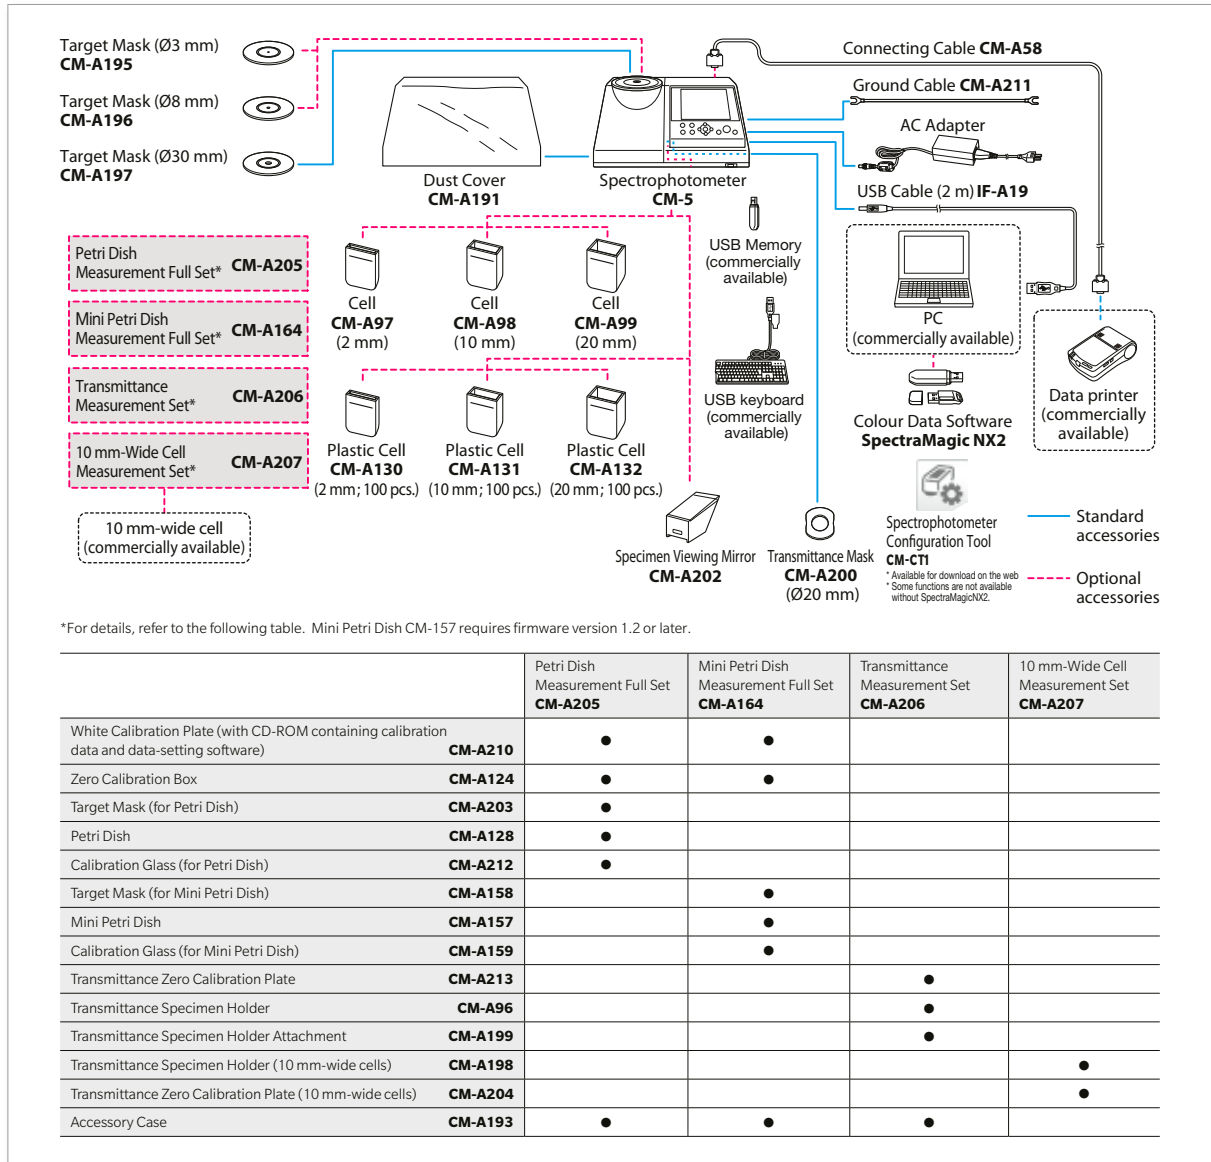 Target Mask (Ø3 mm)
CM-A195
Target Mask (Ø8 mm)
CM-A196
Target Mask (Ø30 mm)
CM-A197
Dust Cover
CM-A191
Spectrophotometer
CM-5
Connecting Cable CM-A58
Ground Cable CM-A211
AC Adapter
USB Cable (2 m) IF-A19
Petri Dish
Measurement Full Set* CM-A205
Mini Petri Dish
Measurement Full Set* CM-A164
Transmittance
Measurement Set* CM-A206
10 mm-Wide Cell
Measurement Set* CM-A207
10 mm-wide cell
(commercially available)
Cell
CM-A97
(2 mm)
Cell
CM-A98
(10 mm)
Cell
CM-A99
(20 mm)
Plastic Cell
CM-A130
(2 mm; 100 pcs.)
Plastic Cell
CM-A131
(10 mm; 100 pcs.)
Plastic Cell
CM-A132
(20 mm; 100 pcs.)
USB Memory
(commercially
available)
USB keyboard
(commercially
available)
PC
(commercially available)
Colour Data Software
SpectraMagic NX2
Data printer
(commercially
available)
Specimen Viewing Mirror
CM-A202
Transmittance Mask
CM-A200
(Ø20 mm)
Spectrophotometer
Configuration Tool
CM-CT1
* Available for download on the web
* Some functions are not available
without SpectraMagicNX2.
Standard
accessories
Optional
accessories
*For details, refer to the following table. Mini Petri Dish CM-157 requires firmware version 1.2 or later.
Petri Dish
Measurement Full Set
CM-A205
Mini Petri Dish
Measurement Full Set
CM-A164
Transmittance
Measurement Set
CM-A206
10 mm-Wide Cell
Measurement Set
CM-A207
White Calibration Plate (with CD-ROM containing calibration
data and data-setting software) CM-A210 ● ●
Zero Calibration Box CM-A124 ● ●
Target Mask (for Petri Dish) CM-A203 ●
Petri Dish CM-A128 ●
Calibration Glass (for Petri Dish) CM-A212 ●
Target Mask (for Mini Petri Dish) CM-A158 ●
Mini Petri Dish CM-A157 ●
Calibration Glass (for Mini Petri Dish) CM-A159 ●
Transmittance Zero Calibration Plate CM-A213 ●
Transmittance Specimen Holder CM-A96 ●
Transmittance Specimen Holder Attachment CM-A199 ●
Transmittance Specimen Holder (10 mm-wide cells) CM-A198 ●
Transmittance Zero Calibration Plate (10 mm-wide cells) CM-A204 ●
Accessory Case CM-A193 ● ● ●